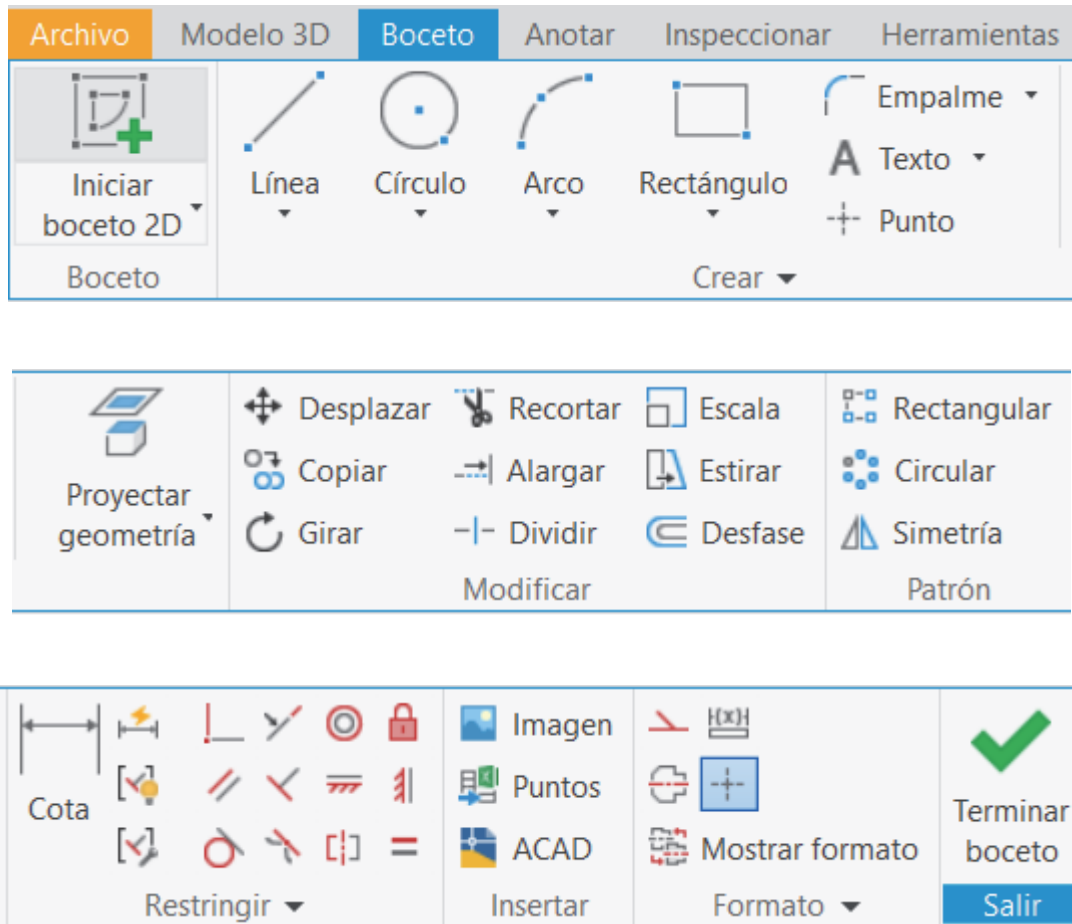 Archivo Modelo 3D Boceto Anotar Inspeccionar Herramientas
Iniciar
boceto 2D
Línea
Círculo
Arco
Rectángulo
Empalme
Texto
Punto
Boceto
Crear
Proyectar
geometría
Desplazar
Recortar
Escala
Copiar
Alargar
Estirar
Girar
Dividir
Desfase
Modificar
Rectangular
Circular
Simetría
Patrón
Cota
Restringir
Imagen
Puntos
ACAD
Insertar
Mostrar formato
Formato
Terminar
boceto
Salir